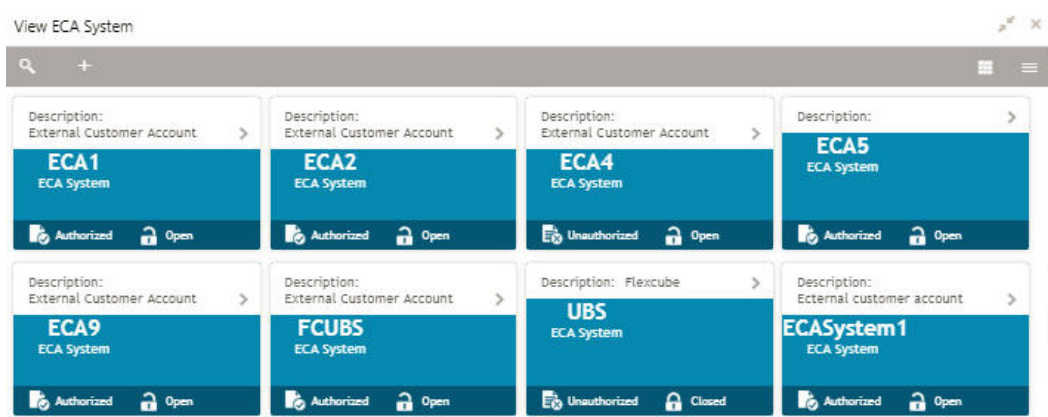 View ECA System
Description:
External Customer Account
ECA1
ECA System
Authorized Open
Description:
External Customer Account
ECA2
ECA System
Authorized Open
Description:
External Customer Account
ECA4
ECA System
Unauthorized Open
Description:
ECA5
ECA System
Authorized Open
Description:
External Customer Account
ECA9
ECA System
Authorized Open
Description:
External Customer Account
FCUBS
ECA System
Authorized Open
Description: Flexcube
UBS
ECA System
Unauthorized Closed
Description:
Ecternal customer account
ECASystem1
ECA System
Authorized Open